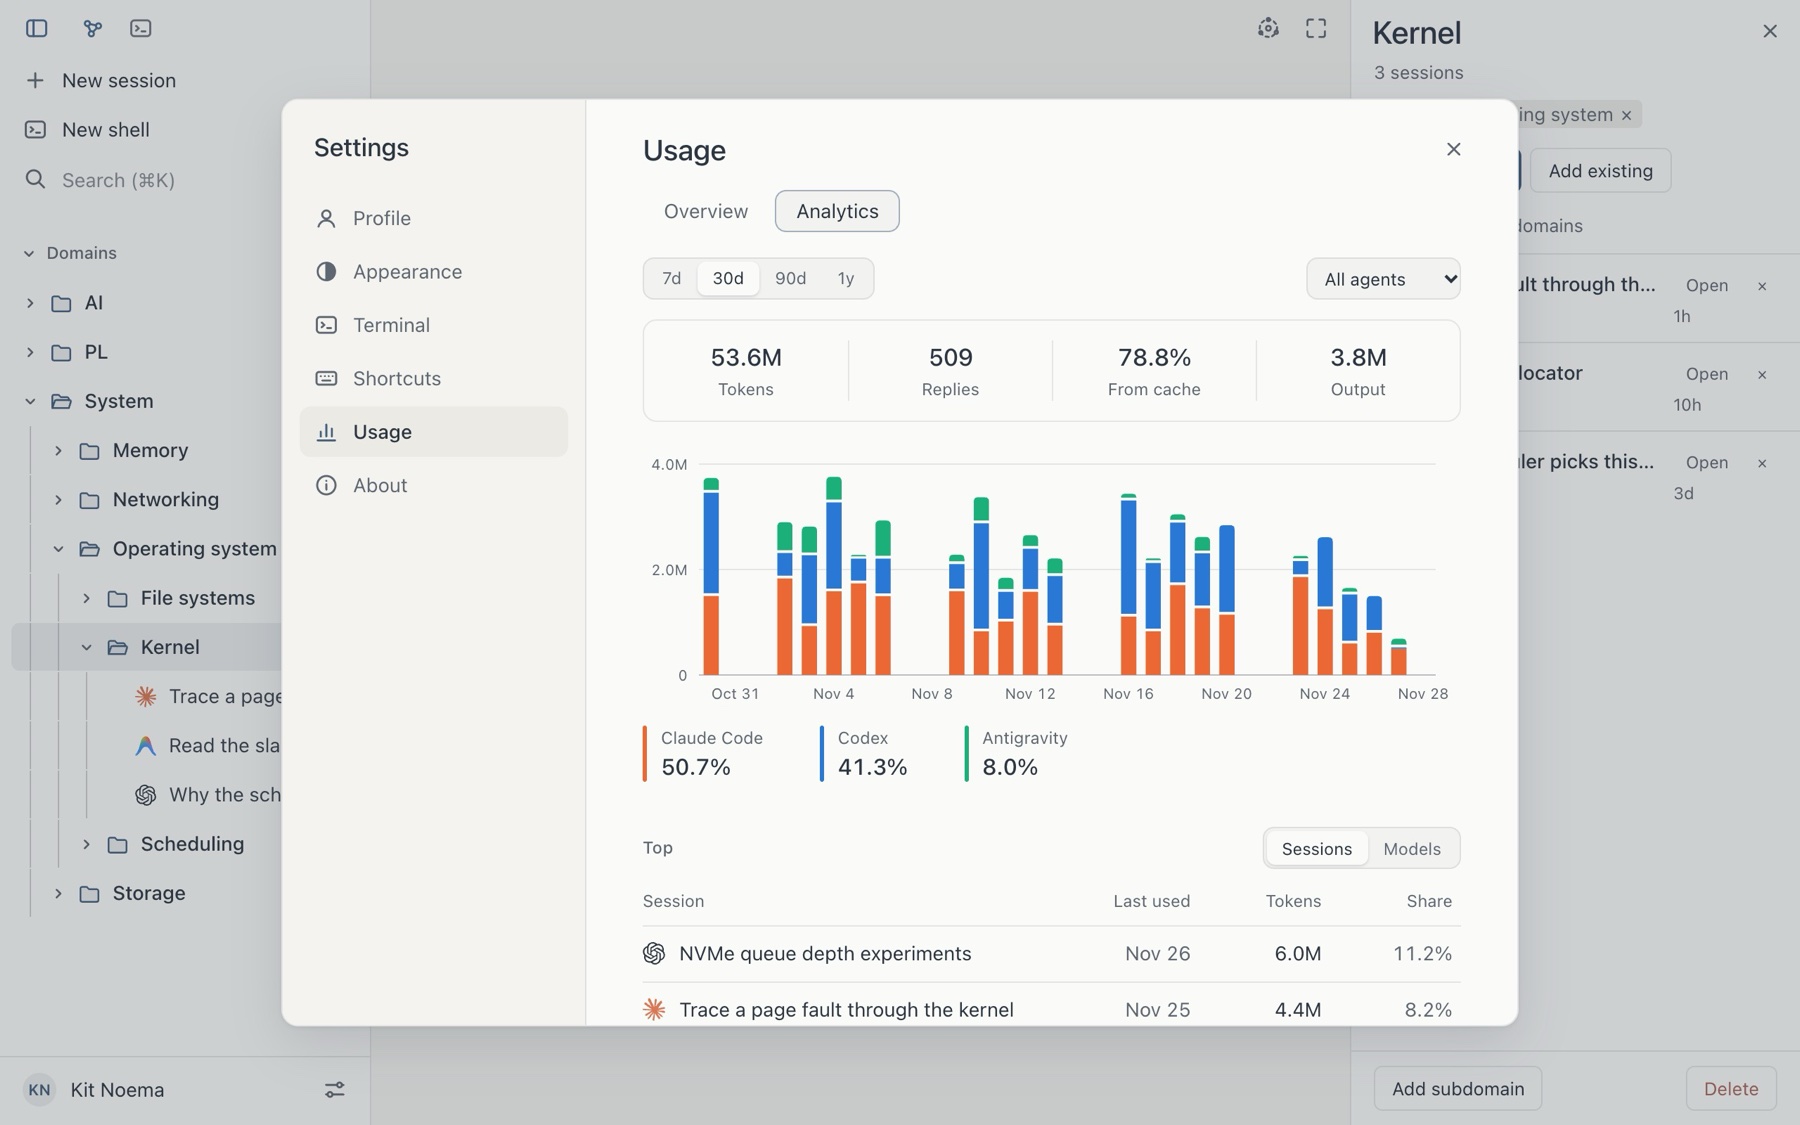 New session
New shell
Search (⌘K)
Domains
AI
PL
System
Memory
Networking
Operating system
File systems
Kernel
Trace a page
Read the sla
Why the sch
Scheduling
Storage
KN
Kit Noema
Settings
Profile
Appearance
Terminal
Shortcuts
Usage
About
Usage
Overview
Analytics
7d
30d
90d
1y
All agents
53.6M
Tokens
509
Replies
78.8%
From cache
3.8M
Output
4.0M
2.0M
0
Oct 31
Nov 4
Nov 8
Nov 12
Nov 16
Nov 20
Nov 24
Nov 28
Claude Code
50.7%
Codex
41.3%
Antigravity
8.0%
Top
Sessions
Models
Session
Last used
Tokens
Share
NVMe queue depth experiments
Nov 26
6.0M
11.2%
Trace a page fault through the kernel
Nov 25
4.4M
8.2%
Kernel
3 sessions
ing system ×
Add existing
domains
ult through th...
Open
×
1h
locator
Open
×
10h
ler picks this...
Open
×
3d
Add subdomain
Delete